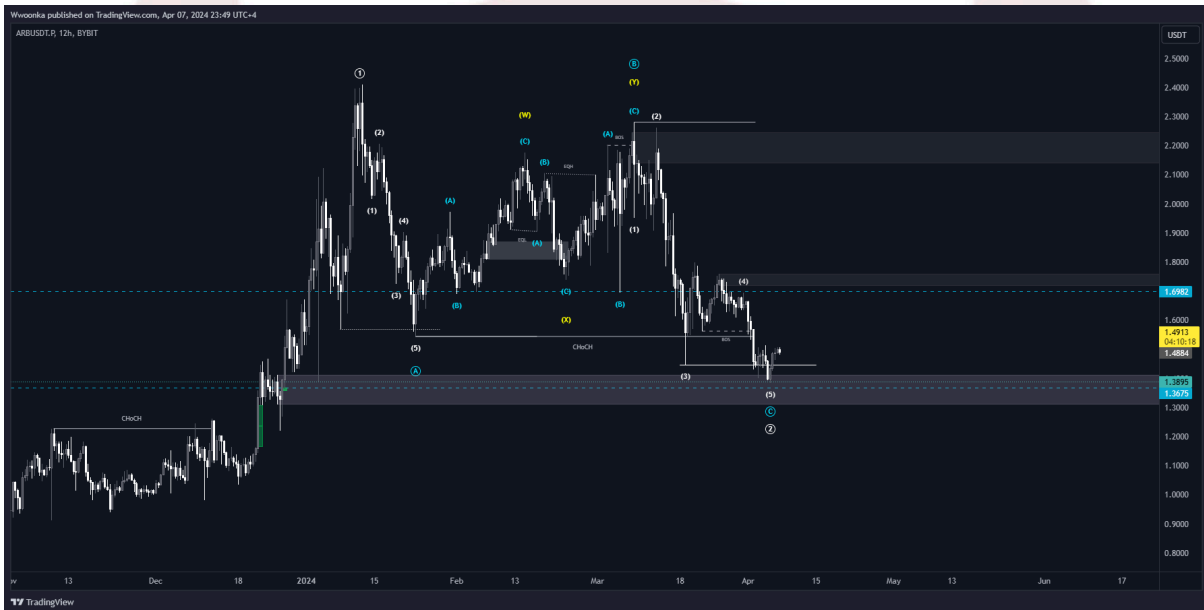 Wwoonka published on TradingView.com, Apr 07, 2024 23:49 UTC+4
ARBUSDT.P, 12h, BYBIT
USDT
2.5000
2.4000
2.3000
2.2000
2.1000
2.0000
1.9000
1.8000
1.6982
1.6000
1.4913
04:10:18
1.4884
1.3895
1.3675
1.3000
1.2000
1.1000
1.0000
0.9000
0.8000
1
(2)
(1)
(4)
(3)
(5)
A
(A)
(B)
(W)
(C)
(B)
EQH
EQL
(A)
(C)
(X)
B
(Y)
(C)
(A)
BOS
(2)
(1)
(B)
CHoCH
(4)
BOS
(3)
(5)
C
2
CHoCH
13
Dec
18
2024
15
Feb
13
Mar
18
Apr
15
May
13
Jun
17
TradingView